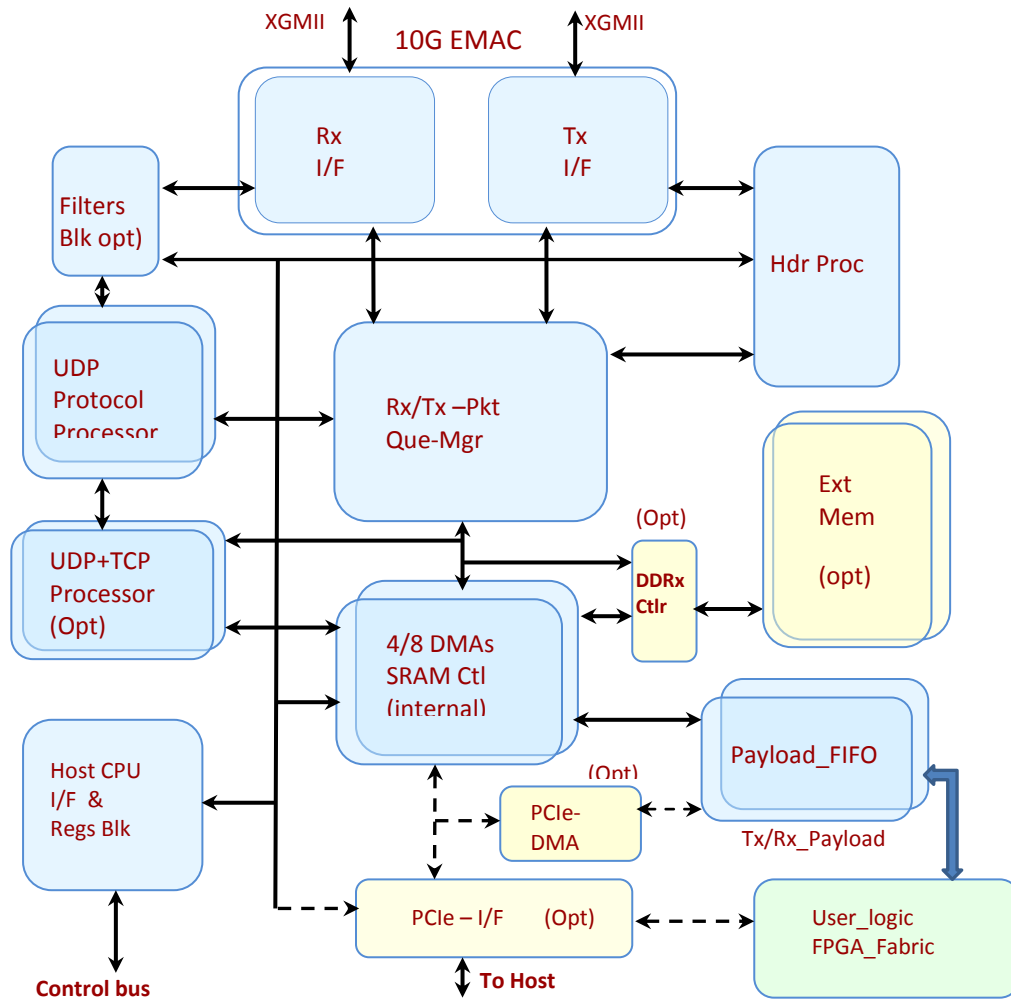 XGMII
XGMII
10G EMAC
Rx
I/F
Tx
I/F
Filters
Blk opt)
Hdr Proc
UDP
Protocol
Processor
Rx/Tx –Pkt
Que-Mgr
Ext
Mem
(opt)
(Opt)
DDRx
Ctlr
UDP+TCP
Processor
(Opt)
4/8 DMAs
SRAM Ctl
(internal)
Payload_FIFO
Host CPU
I/F &
Regs Blk
(Opt)
PCIe-
DMA
Tx/Rx_Payload
PCIe – I/F (Opt)
User_logic
FPGA_Fabric
To Host
Control bus